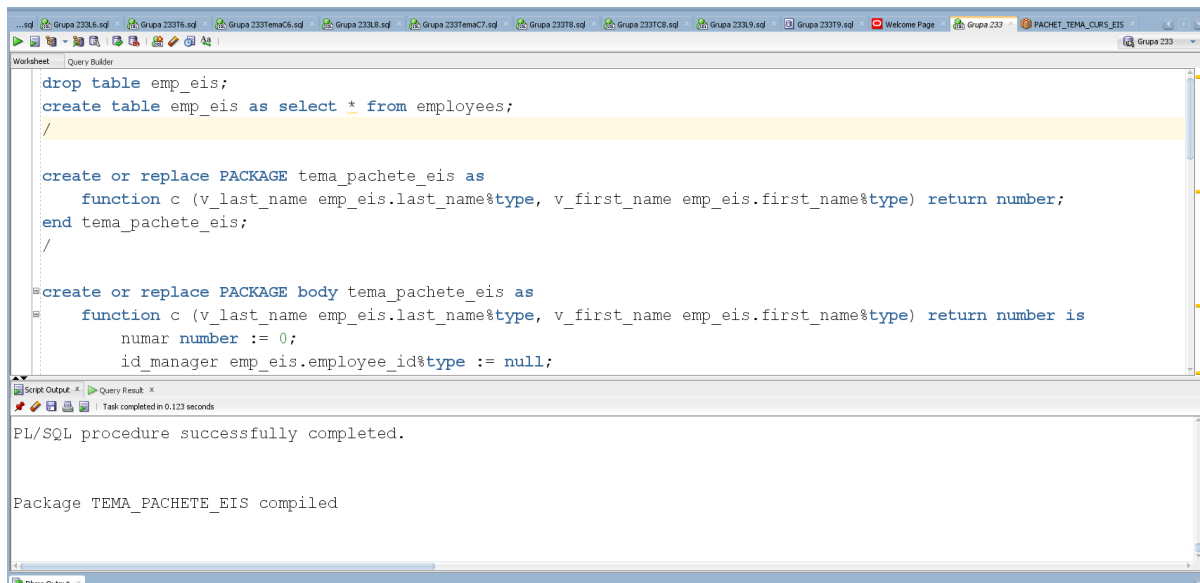 ...sql Grupa 233L6.sql Grupa 233T6.sql Grupa 233TemaC6.sql Grupa 233L8.sql Grupa 233TemaC7.sql Grupa 233T8.sql Grupa 233TC8.sql Grupa 233L9.sql Grupa 233T9.sql Welcome Page Grupa 233 PACHET_TEMA_CURS_EIS
Grupa 233
Worksheet Query Builder
drop table emp_eis;
create table emp_eis as select * from employees;
/
create or replace PACKAGE tema_pachete_eis as
function c (v_last_name emp_eis.last_name%type, v_first_name emp_eis.first_name%type) return number;
end tema_pachete_eis;
/
create or replace PACKAGE body tema_pachete_eis as
function c (v_last_name emp_eis.last_name%type, v_first_name emp_eis.first_name%type) return number is
numar number := 0;
id_manager emp_eis.employee_id%type := null;
Script Output x Query Result x
Task completed in 0.123 seconds
PL/SQL procedure successfully completed.
Package TEMA_PACHETE_EIS compiled